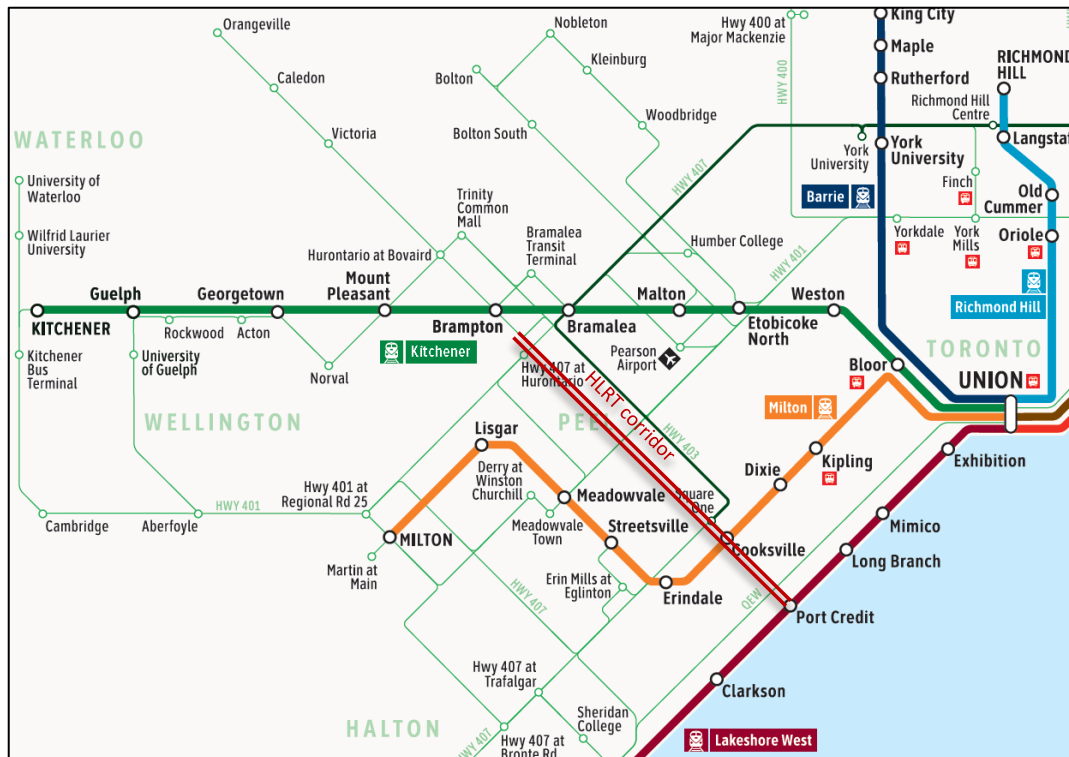 Orangeville
Nobleton
Hwy 400 at
Major Mackenzie
King City
Kleinburg
Maple
RICHMOND
HILL
Caledon
Bolton
Rutherford
HWY 400
Woodbridge
Richmond Hill
Centre
Victoria
Bolton South
WATERLOO
York
University
York
University
Langstaf
HWY 407
University of
Waterloo
Finch
Barrie
Trinity
Common
Mall
Old
Cummer
Wilfrid Laurier
University
Bramalea
Transit
Terminal
Humber College
HWY 401
Yorkdale
York
Mills
Oriole
Hurontario at Bovaird
Mount
Pleasant
Guelph
Georgetown
Malton
Weston
Richmond Hill
KITCHENER
Rockwood
Acton
Brampton
Bramalea
Etobicoke
North
Kitchener
Bus
Terminal
University
of Guelph
Norval
Kitchener
Hwy 407 at
Hurontario
Pearson
Airport
Bloor
TORONTO
UNION
HLRT corridor
WELLINGTON
PEEL
Milton
Lisgar
HWY 403
Derry at
Winston
Churchill
Dixie
Kipling
Exhibition
Hwy 401 at
Regional Rd 25
HWY 401
Meadowvale
Square
One
Cambridge
Aberfoyle
MILTON
Meadowvale
Town
Streetsville
Cooksville
Mimico
Long Branch
Martin at
Main
Erin Mills at
Eglinton
Erindale
HWY 407
QEW
Port Credit
Hwy 407 at
Trafalgar
Clarkson
HALTON
Sheridan
College
HWY 407
Hwy 407 at
Bronte Rd
Lakeshore West